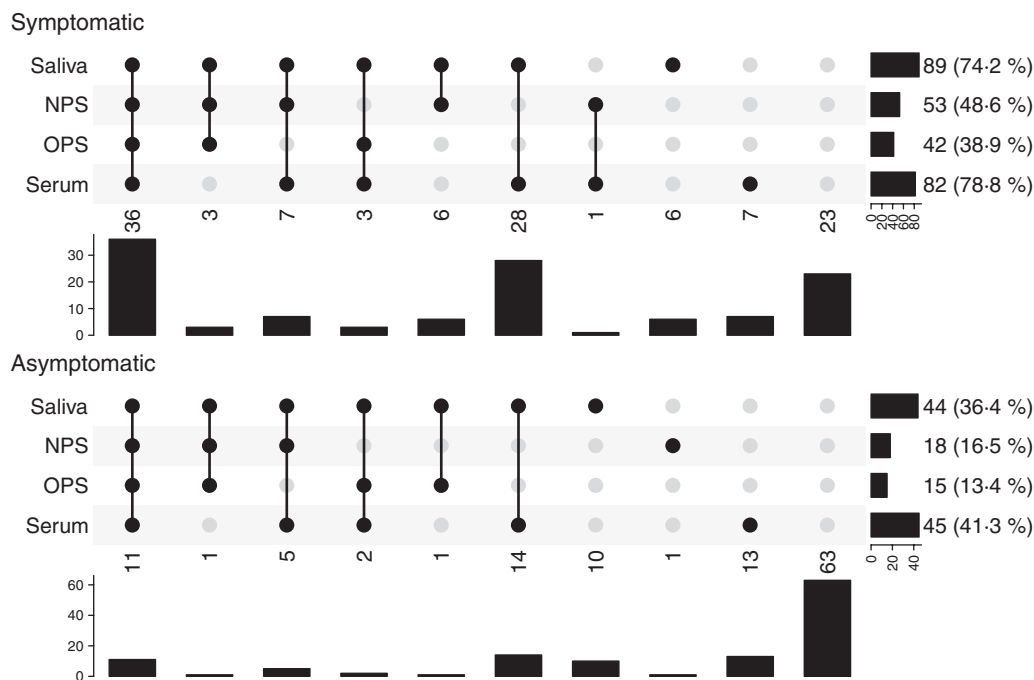 Symptomatic
Saliva 89 (74·2 %)
NPS 53 (48·6 %)
OPS 42 (38·9 %)
Serum 82 (78·8 %)
36 3 7 3 6 28 1 6 7 23
0 20 40 60 80
30
20
10
0
Asymptomatic
Saliva 44 (36·4 %)
NPS 18 (16·5 %)
OPS 15 (13·4 %)
Serum 45 (41·3 %)
11 1 5 2 1 14 10 1 13 63
0 20 40
60
40
20
0